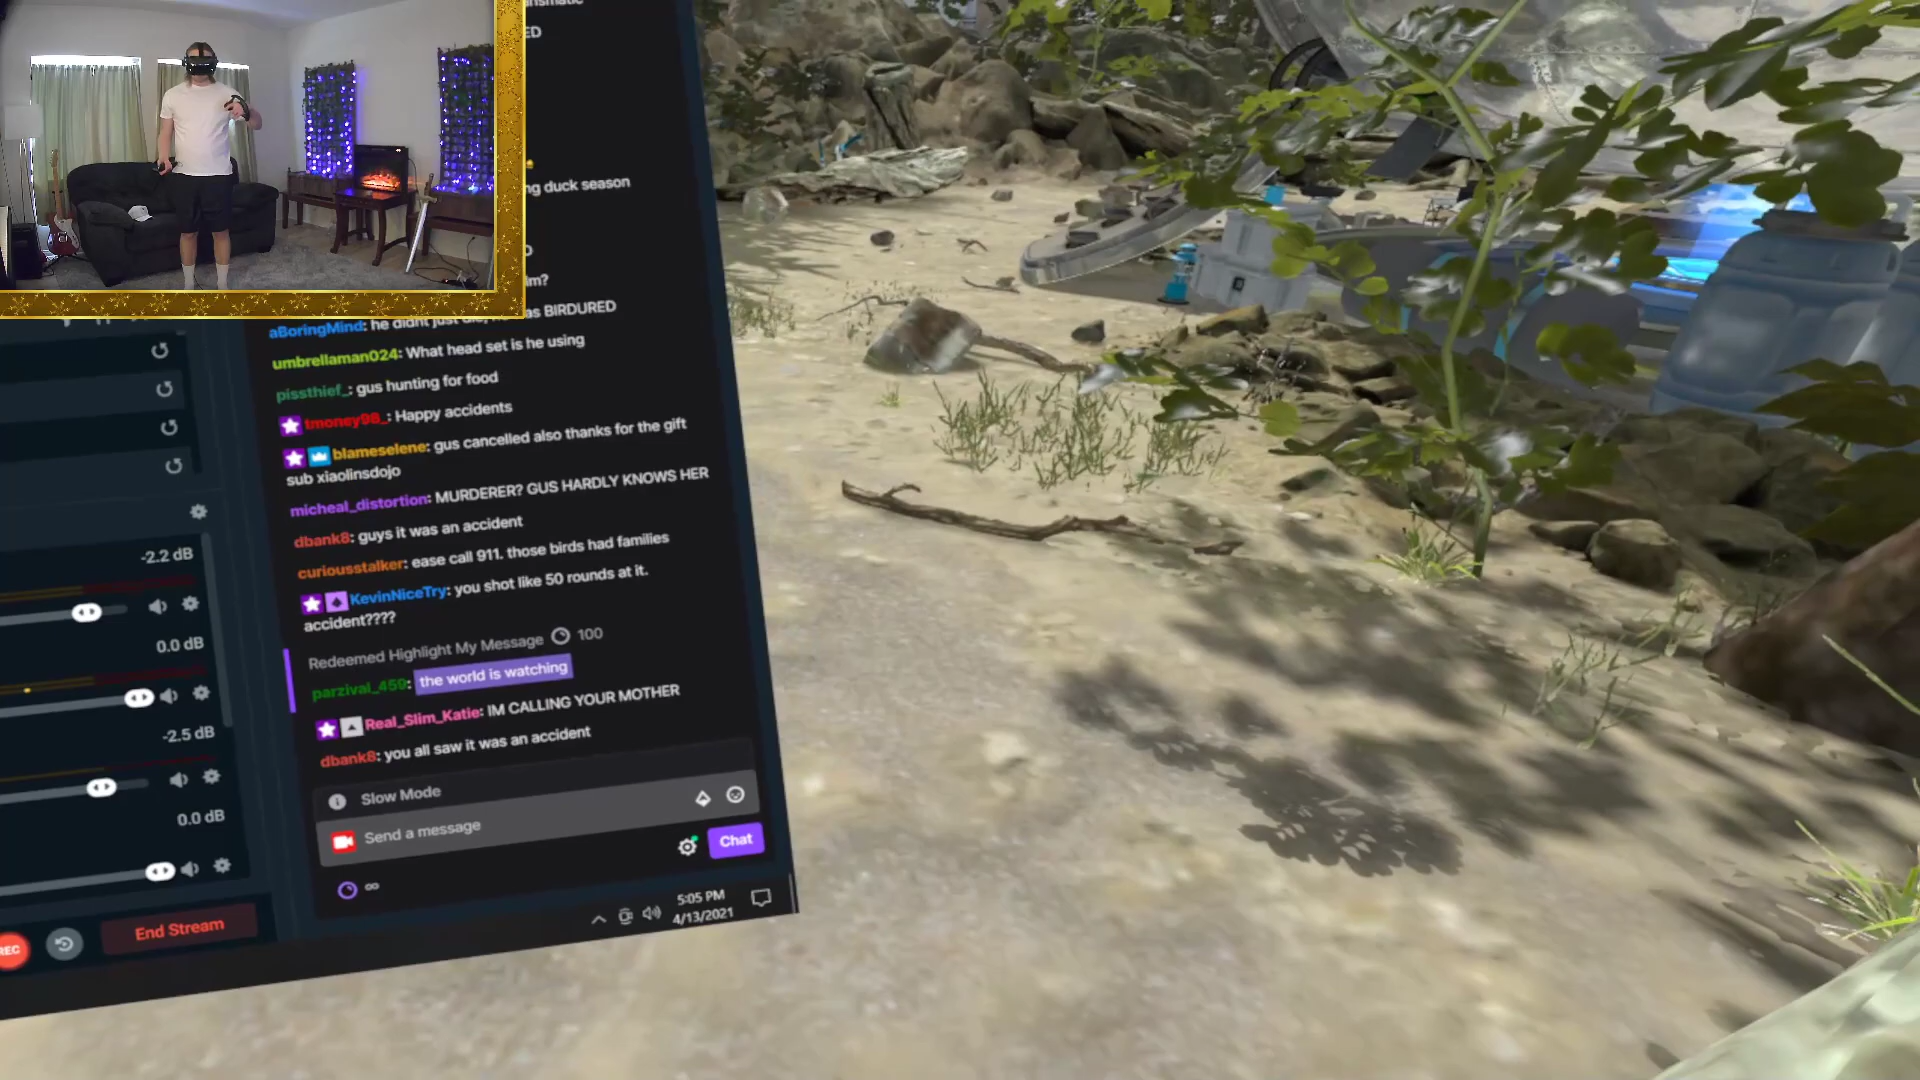 ED
ng duck season
im?
aBoringMind: he didnt just die, he was BIRDURED
umbrellaman024: What head set is he using
pissthief_: gus hunting for food
tmoney98_: Happy accidents
blameselene: gus cancelled also thanks for the gift
sub xiaolinsdojo
micheal_distortion: MURDERER? GUS HARDLY KNOWS HER
dbank8: guys it was an accident
curiousstalker: ease call 911. those birds had families
KevinNiceTry: you shot like 50 rounds at it.
accident????
Redeemed Highlight My Message 100
parzival_459: the world is watching
Real_Slim_Katie: IM CALLING YOUR MOTHER
dbank8: you all saw it was an accident
Slow Mode
Send a message
Chat
∞
-2.2 dB
0.0 dB
-2.5 dB
0.0 dB
REC
End Stream
5:05 PM
4/13/2021